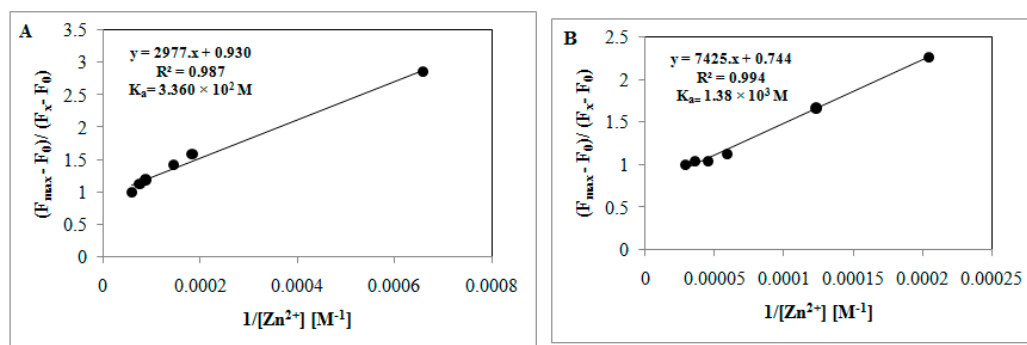 A
y = 2977.x + 0.930
R² = 0.987
Kₐ= 3.360 × 10² M
3.5
3
2.5
2
1.5
1
0.5
0
(Fₘₐₓ - F₀)/ (Fₓ- F₀)
0 0.0002 0.0004 0.0006 0.0008
1/[Zn²⁺] [M⁻¹]
B
y = 7425.x + 0.744
R² = 0.994
Kₐ₌ 1.38 × 10³ M
2.5
2
1.5
1
0.5
0
(Fₘₐₓ - F₀)/ (Fₓ- F₀)
0 0.00005 0.0001 0.00015 0.0002 0.00025
1/[Zn²⁺] [M⁻¹]